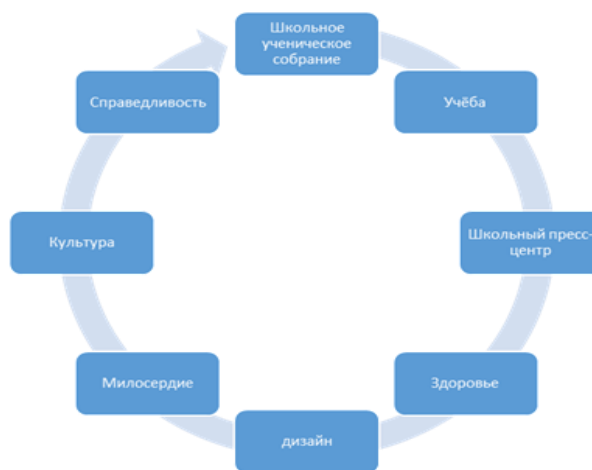 Школьное
ученическое
собрание
Учёба
Школьный пресс-
центр
Здоровье
дизайн
Милосердие
Культура
Справедливость